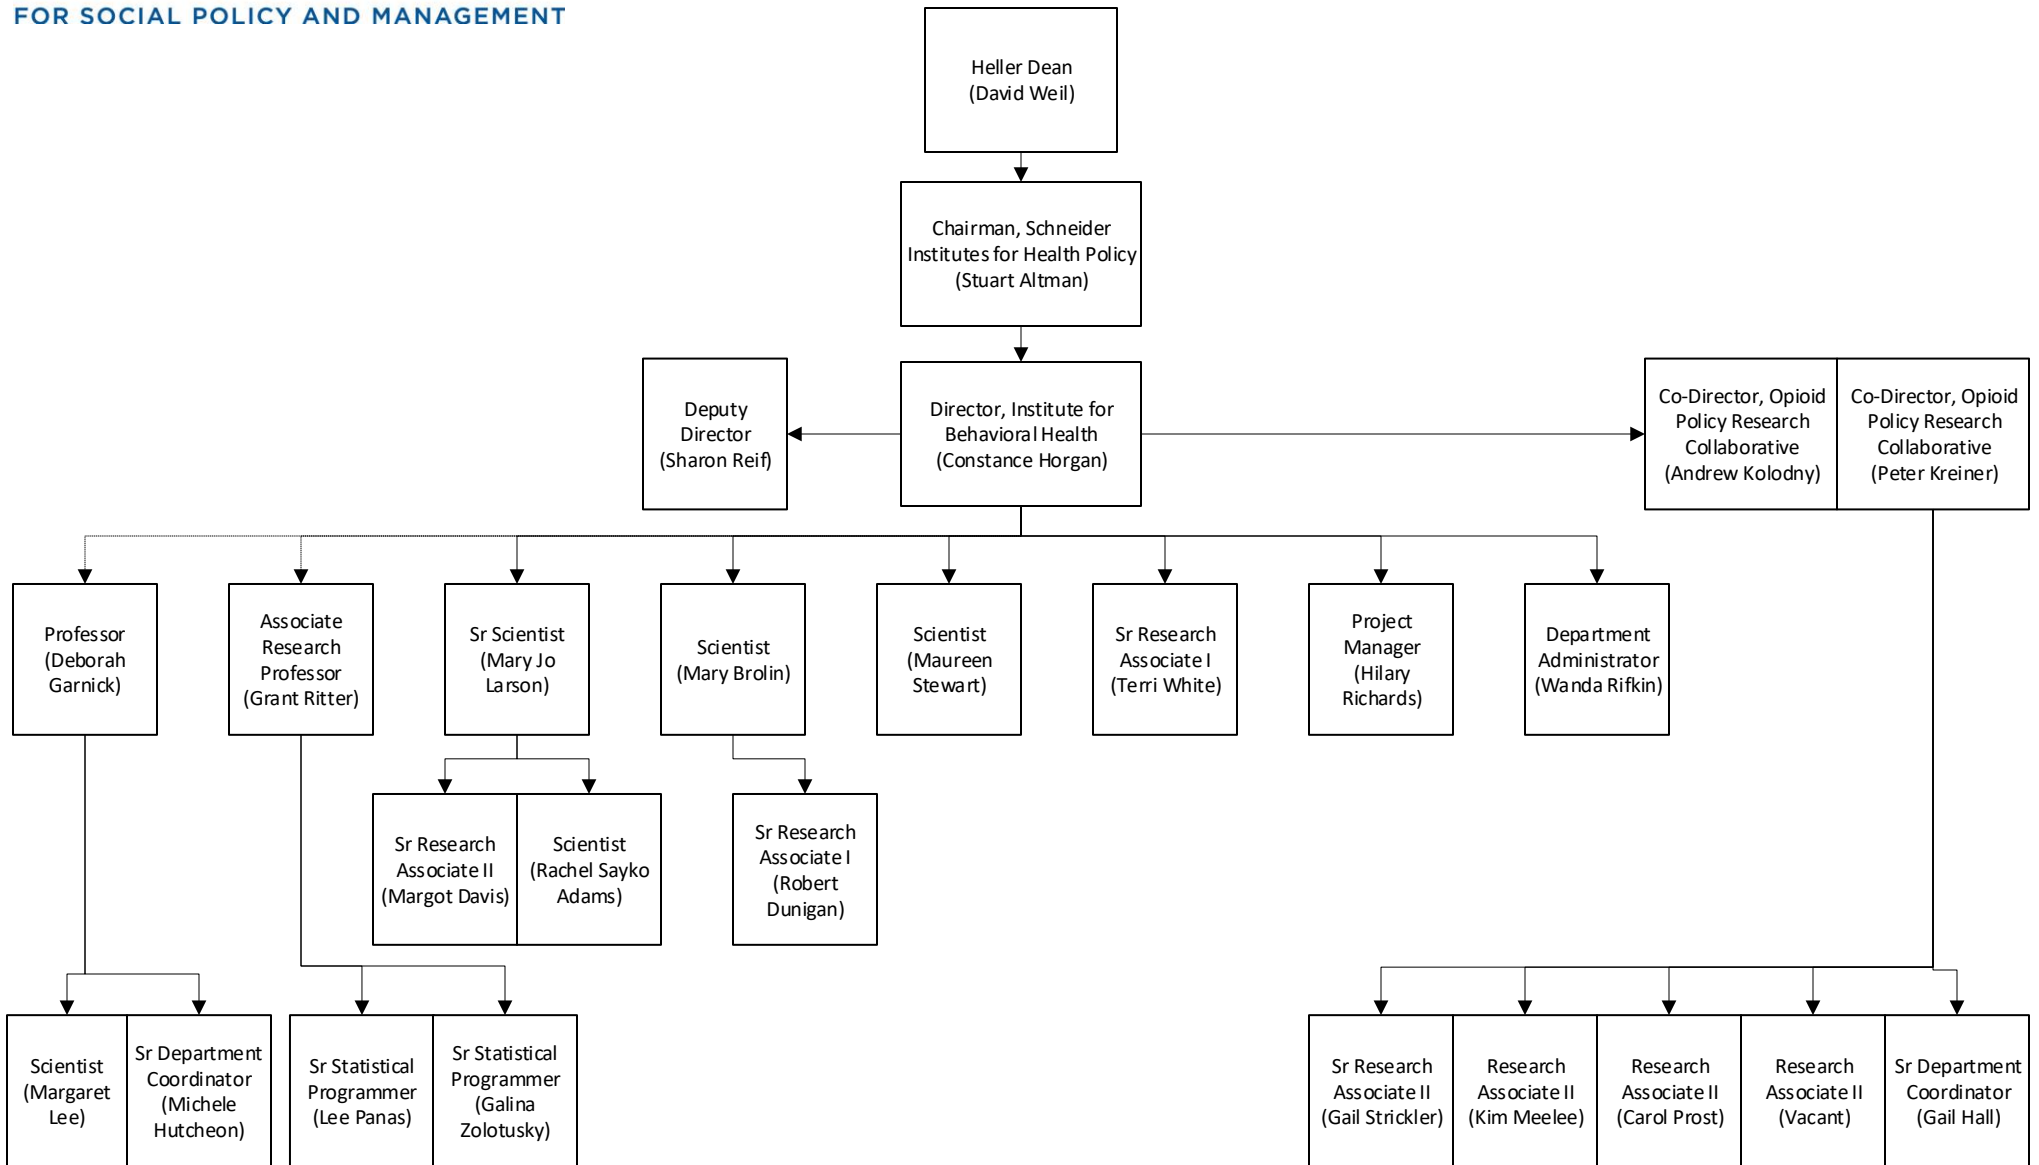 FOR SOCIAL POLICY AND MANAGEMENT
Heller Dean
(David Weil)
Chairman, Schneider
Institutes for Health Policy
(Stuart Altman)
Deputy
Director
(Sharon Reif)
Director, Institute for
Behavioral Health
(Constance Horgan)
Co-Director, Opioid
Policy Research
Collaborative
(Andrew Kolodny)
Co-Director, Opioid
Policy Research
Collaborative
(Peter Kreiner)
Professor
(Deborah
Garnick)
Associate
Research
Professor
(Grant Ritter)
Sr Scientist
(Mary Jo
Larson)
Scientist
(Mary Brolin)
Scientist
(Maureen
Stewart)
Sr Research
Associate I
(Terri White)
Project
Manager
(Hilary
Richards)
Department
Administrator
(Wanda Rifkin)
Sr Research
Associate II
(Margot Davis)
Scientist
(Rachel Sayko
Adams)
Sr Research
Associate I
(Robert
Dunigan)
Scientist
(Margaret
Lee)
Sr Department
Coordinator
(Michele
Hutcheon)
Sr Statistical
Programmer
(Lee Panas)
Sr Statistical
Programmer
(Galina
Zolotusky)
Sr Research
Associate II
(Gail Strickler)
Research
Associate II
(Kim Meelee)
Research
Associate II
(Carol Prost)
Research
Associate II
(Vacant)
Sr Department
Coordinator
(Gail Hall)